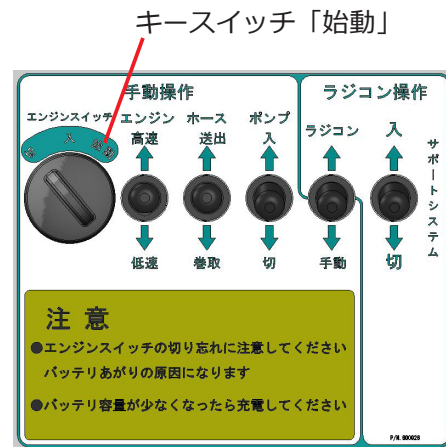 キースイッチ「始動」
手動操作
ラジコン操作
エンジンスイッチ
切 入 始動
エンジン
高速
低速
ホース
送出
巻取
ポンプ
入
切
ラジコン
手動
入
切
サポートシステム
注 意
●エンジンスイッチの切り忘れに注意してください
バッテリあがりの原因になります
●バッテリ容量が少なくなったら充電してください
P/N. 600928